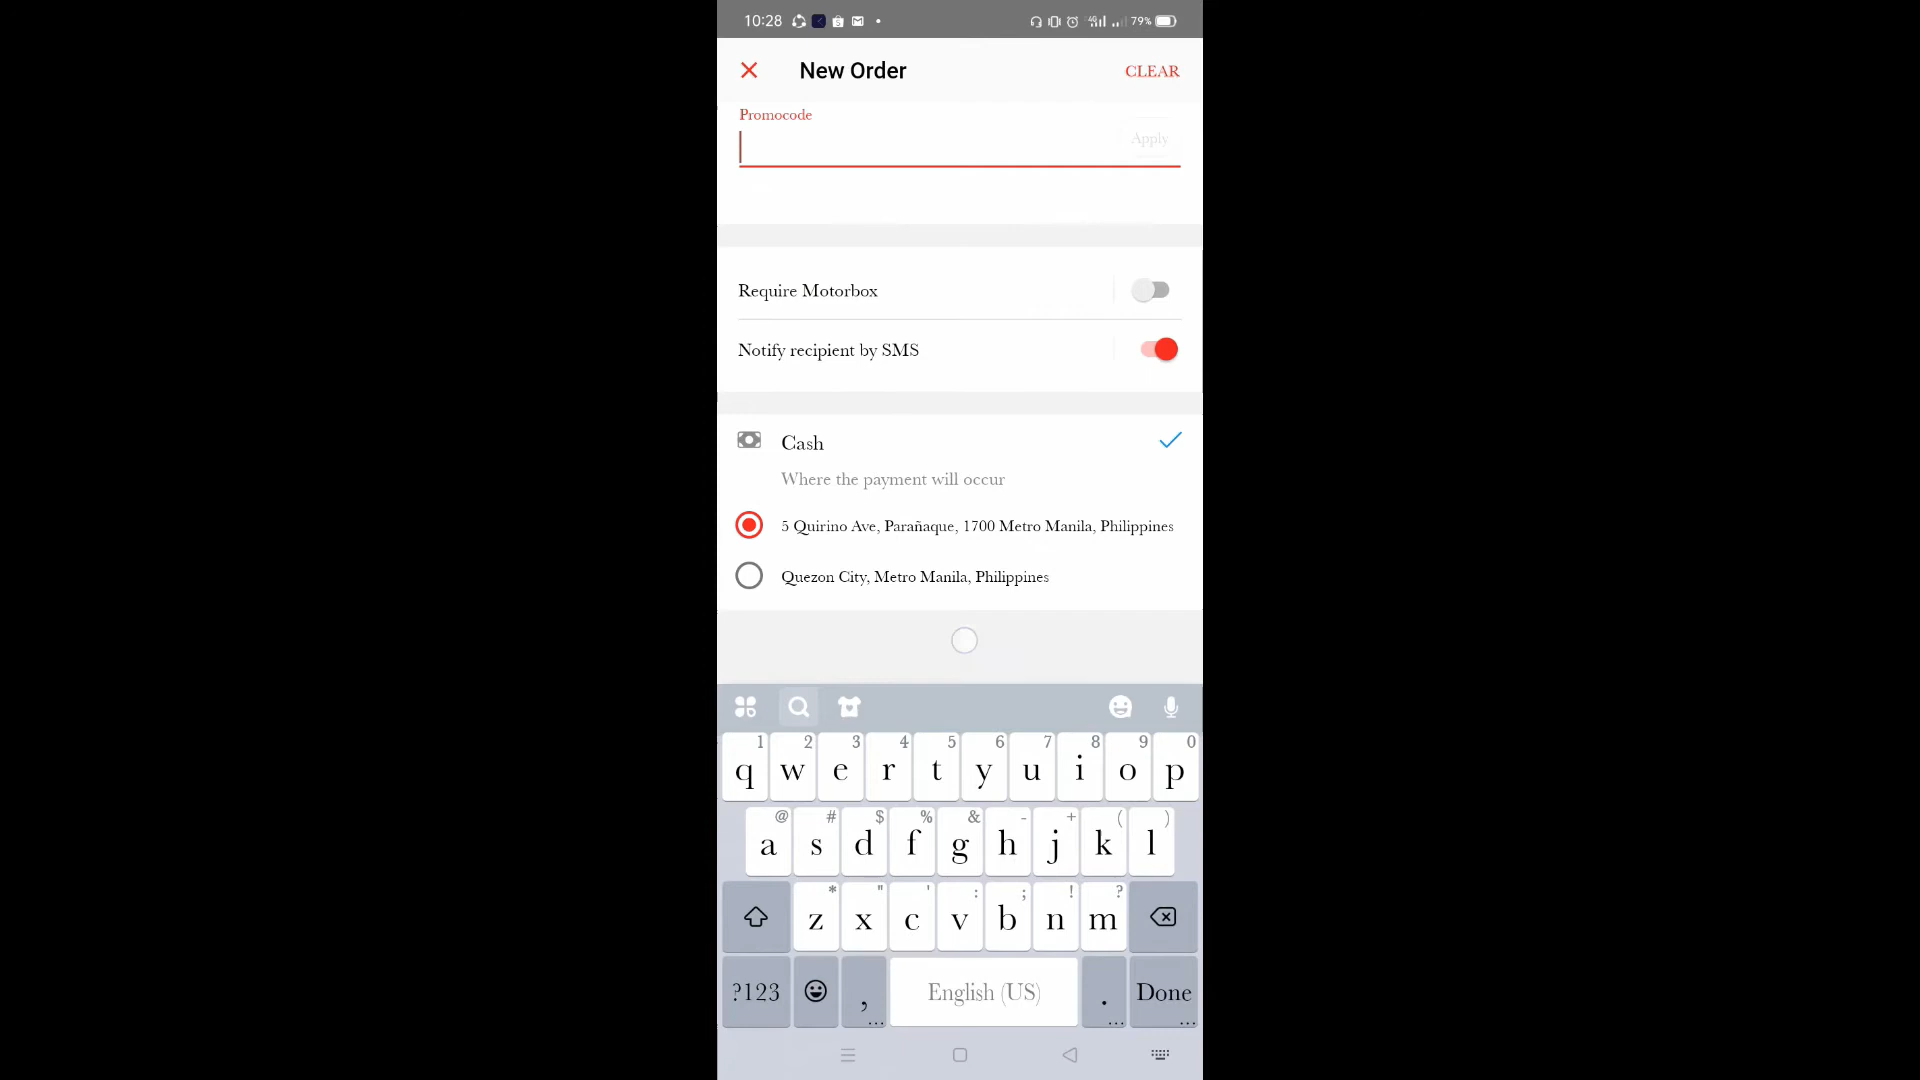 10:28 4G 79%
New Order CLEAR
Promocode
Apply
Require Motorbox
Notify recipient by SMS
Cash
Where the payment will occur
5 Quirino Ave, Parañaque, 1700 Metro Manila, Philippines
Quezon City, Metro Manila, Philippines
1 2 3 4 5 6 7 8 9 0
q w e r t y u i o p
@ # $ % & - + ( )
a s d f g h j k l
* " ' : ; ! ?
z x c v b n m
?123 , English (US) . Done